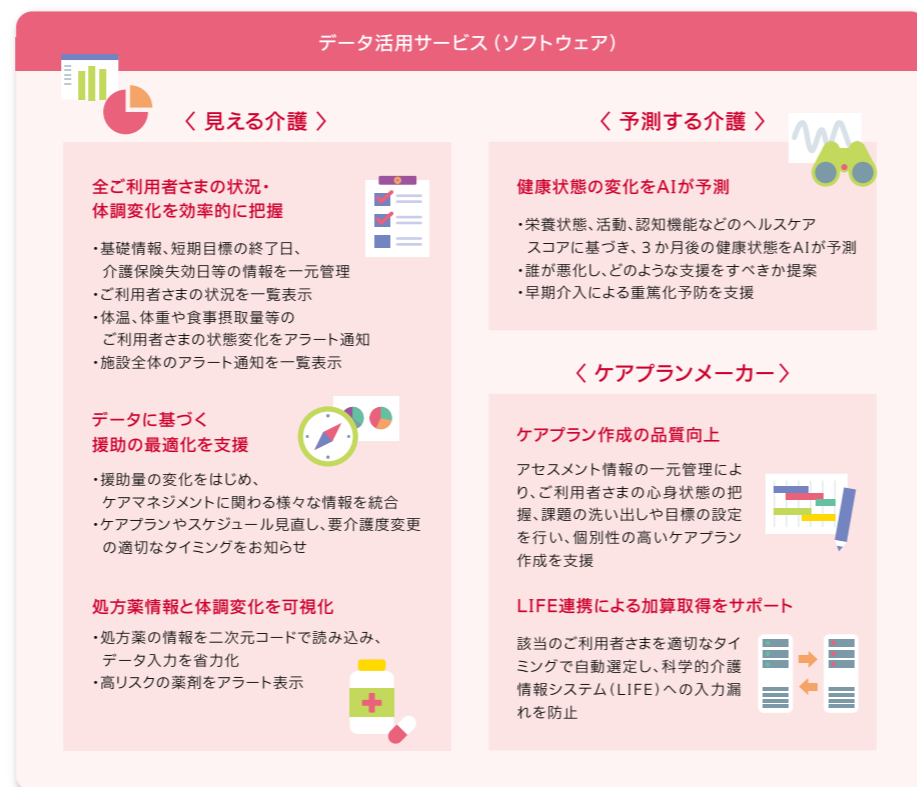 データ活用サービス（ソフトウェア）
〈 見える介護 〉
全ご利用者さまの状況・
体調変化を効率的に把握
・基礎情報、短期目標の終了日、
介護保険失効日等の情報を一元管理
・ご利用者さまの状況を一覧表示
・体温、体重や食事摂取量等の
ご利用者さまの状態変化をアラート通知
・施設全体のアラート通知を一覧表示
データに基づく
援助の最適化を支援
・援助量の変化をはじめ、
ケアマネジメントに関わる様々な情報を統合
・ケアプランやスケジュール見直し、要介護度変更
の適切なタイミングをお知らせ
処方薬情報と体調変化を可視化
・処方薬の情報を二次元コードで読み込み、
データ入力を省力化
・高リスクの薬剤をアラート表示
〈 予測する介護 〉
健康状態の変化をAIが予測
・栄養状態、活動、認知機能などのヘルスケア
スコアに基づき、3か月後の健康状態をAIが予測
・誰が悪化し、どのような支援をすべきか提案
・早期介入による重篤化予防を支援
〈 ケアプランメーカー 〉
ケアプラン作成の品質向上
アセスメント情報の一元管理によ
り、ご利用者さまの心身状態の把
握、課題の洗い出しや目標の設定
を行い、個別性の高いケアプラン
作成を支援
LIFE連携による加算取得をサポート
該当のご利用者さまを適切なタイ
ミングで自動選定し、科学的介護
情報システム（LIFE）への入力漏
れを防止